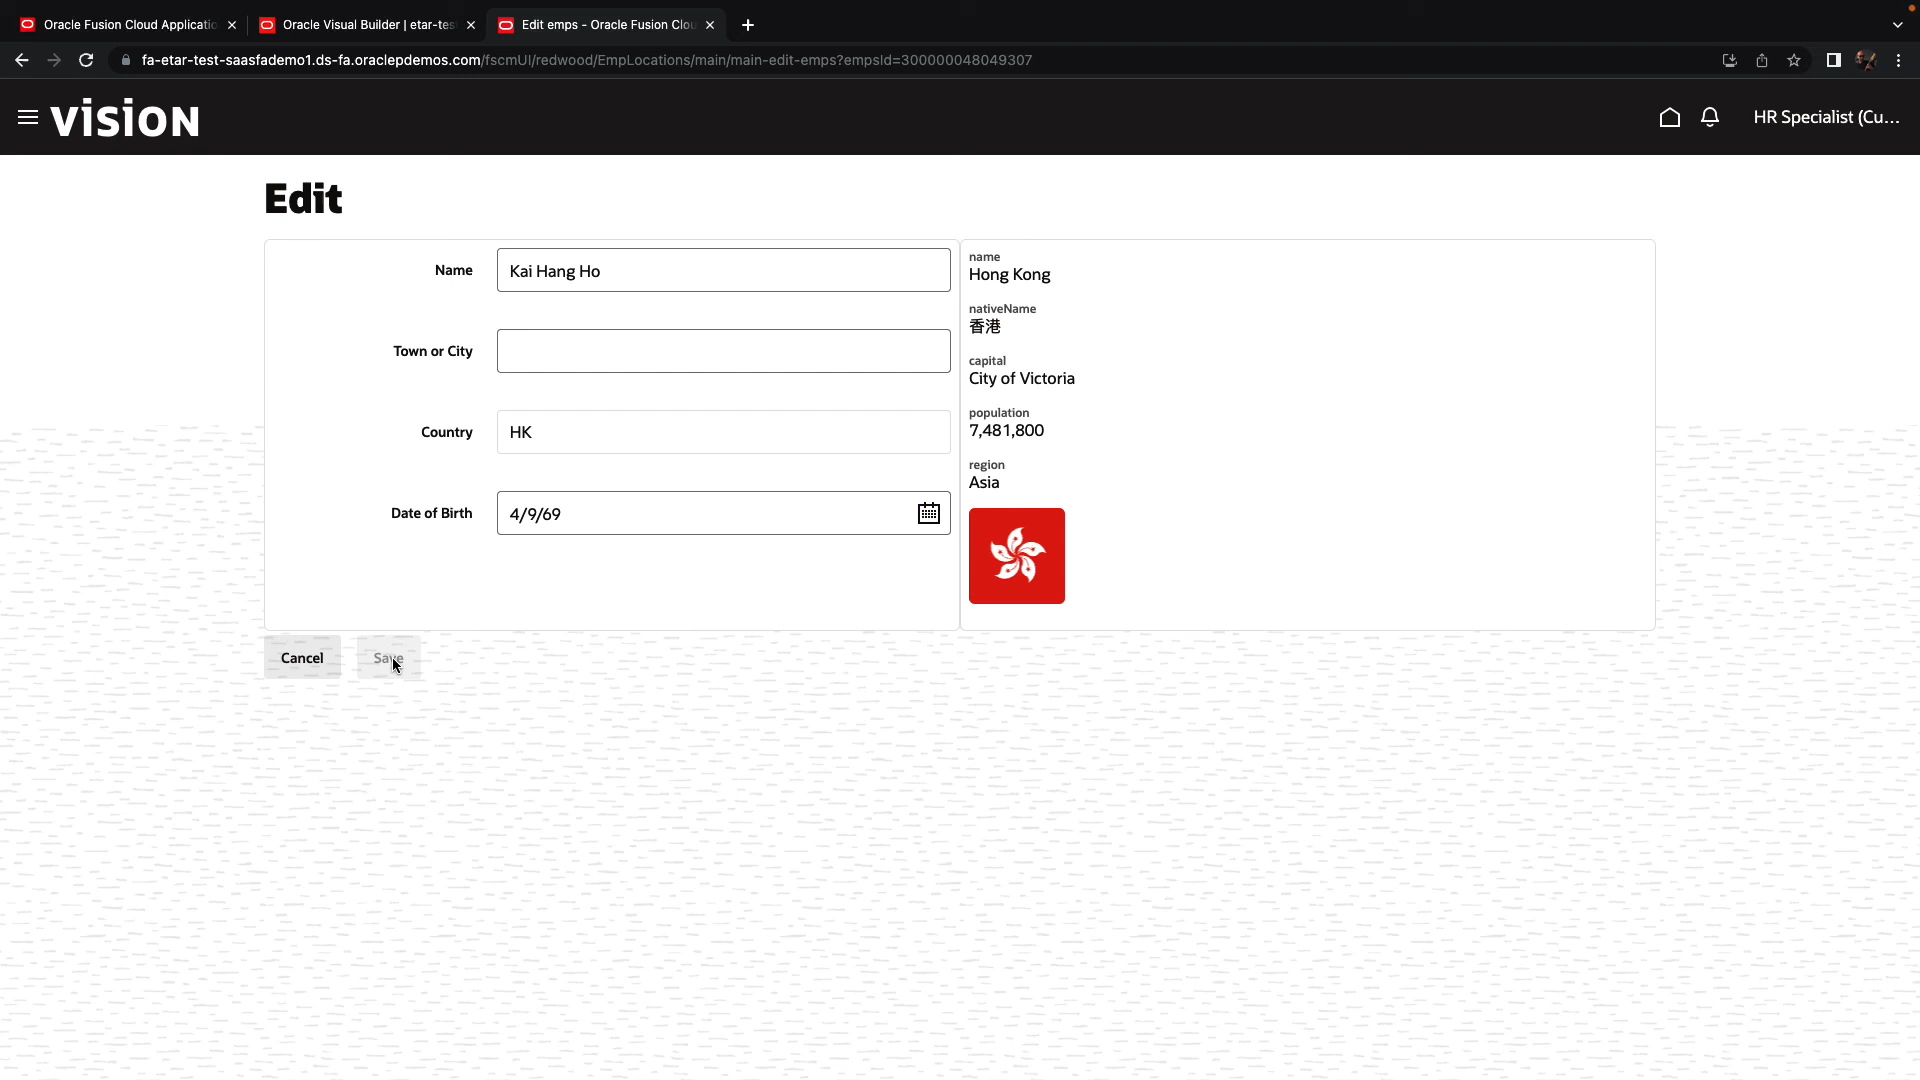 Oracle Fusion Cloud Applicatio
Oracle Visual Builder | etar-tes
Edit emps - Oracle Fusion Clou
fa-etar-test-saasfademo1.ds-fa.oraclepdemos.com/fscmUI/redwood/EmpLocations/main/main-edit-emps?empsId=300000048049307
vision
HR Specialist (Cu...
Edit
Name
Kai Hang Ho
Town or City
Country
HK
Date of Birth
4/9/69
name
Hong Kong
nativeName
香港
capital
City of Victoria
population
7,481,800
region
Asia
Cancel
Save